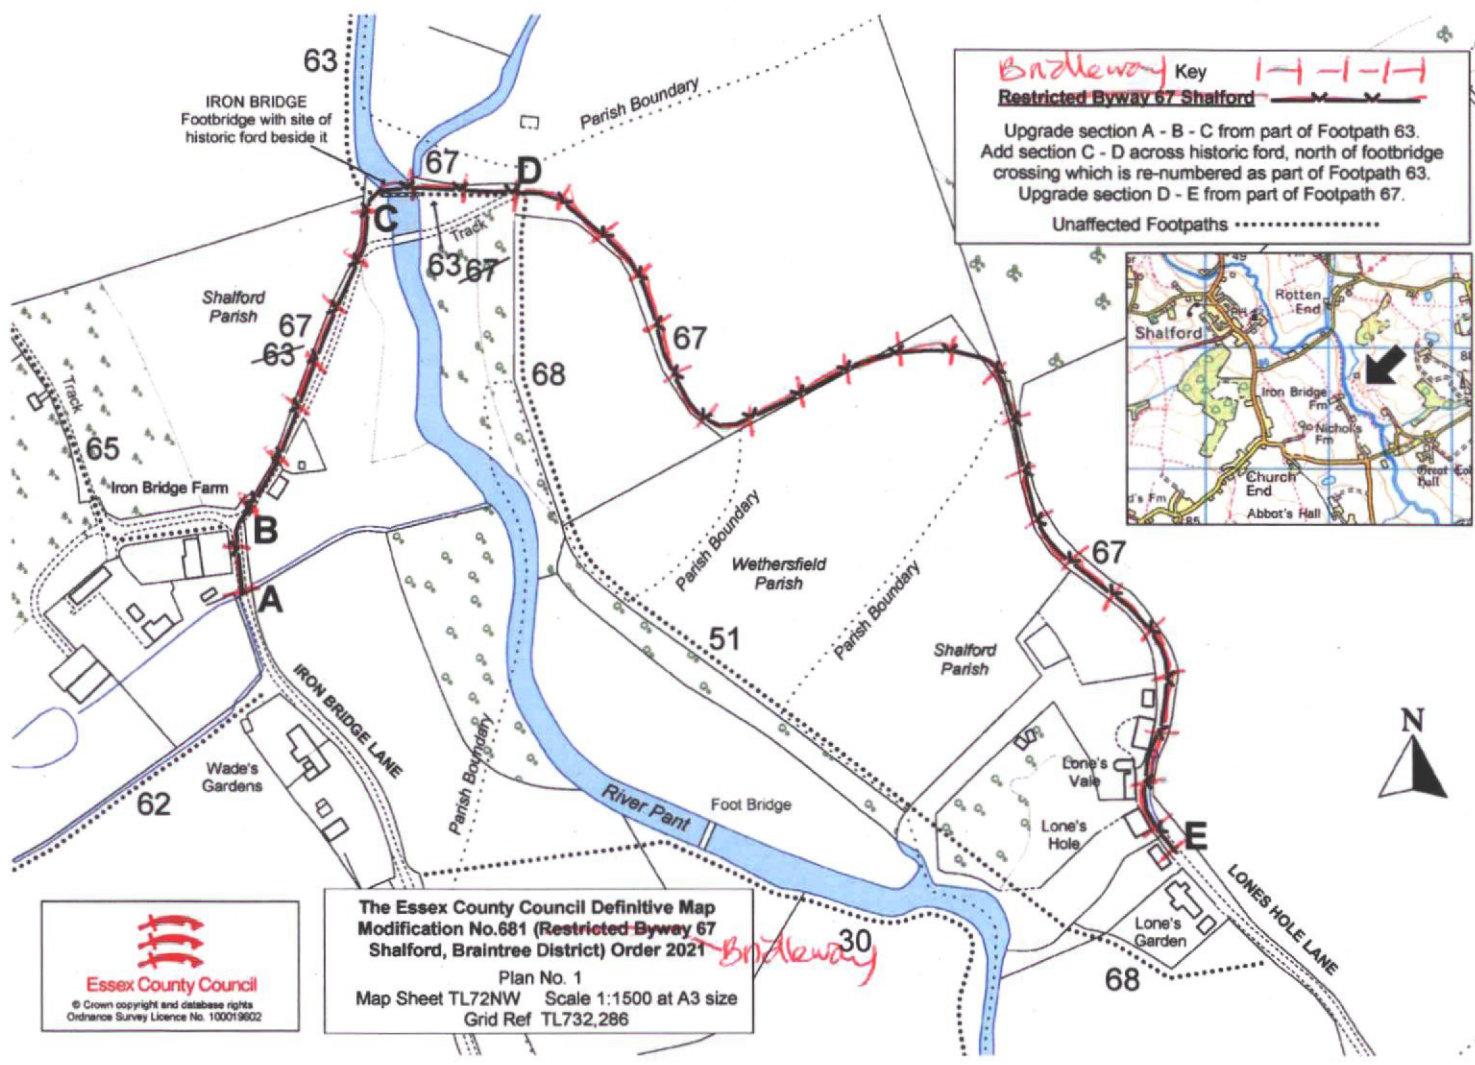 63
IRON BRIDGE
Footbridge with site of
historic ford beside it
Parish Boundary
67
D
C
Track
63 67
Bridleway Key
Restricted Byway 67 Shalford
Upgrade section A - B - C from part of Footpath 63.
Add section C - D across historic ford, north of footbridge
crossing which is re-numbered as part of Footpath 63.
Upgrade section D - E from part of Footpath 67.
Unaffected Footpaths
Shalford
Parish
67
63
67
68
Track
65
Iron Bridge Farm
B
A
49
Rotten
End
PH
Shalford
Iron Bridge
Fm
Nichol's
Fm
Church
End
Abbot's Hall
d's Fm
85
Parish Boundary
Wethersfield
Parish
Parish Boundary
67
51
Shalford
Parish
IRON BRIDGE LANE
Wade's
Gardens
62
Parish Boundary
River Pant
Foot Bridge
Lone's
Vale
Lone's
Hole
E
LONES HOLE LANE
Lone's
Garden
N
30
68
Essex County Council
© Crown copyright and database rights
Ordnance Survey Licence No. 100019602
The Essex County Council Definitive Map
Modification No.681 (Restricted Byway 67
Shalford, Braintree District) Order 2021
Bridleway
Plan No. 1
Map Sheet TL72NW Scale 1:1500 at A3 size
Grid Ref TL732,286